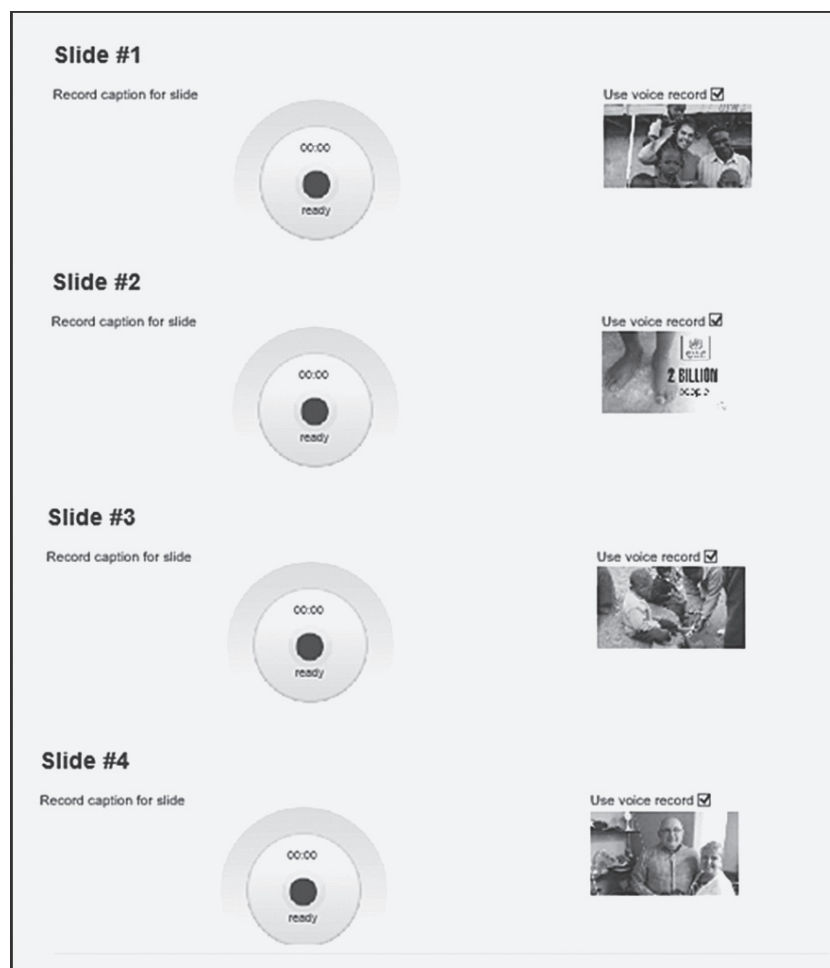 Slide #1
Record caption for slide
Use voice record
00:00
ready
Slide #2
Record caption for slide
Use voice record
00:00
2 BILLION
ready
Slide #3
Record caption for slide
Use voice record
00:00
ready
Slide #4
Record caption for slide
Use voice record
00:00
ready